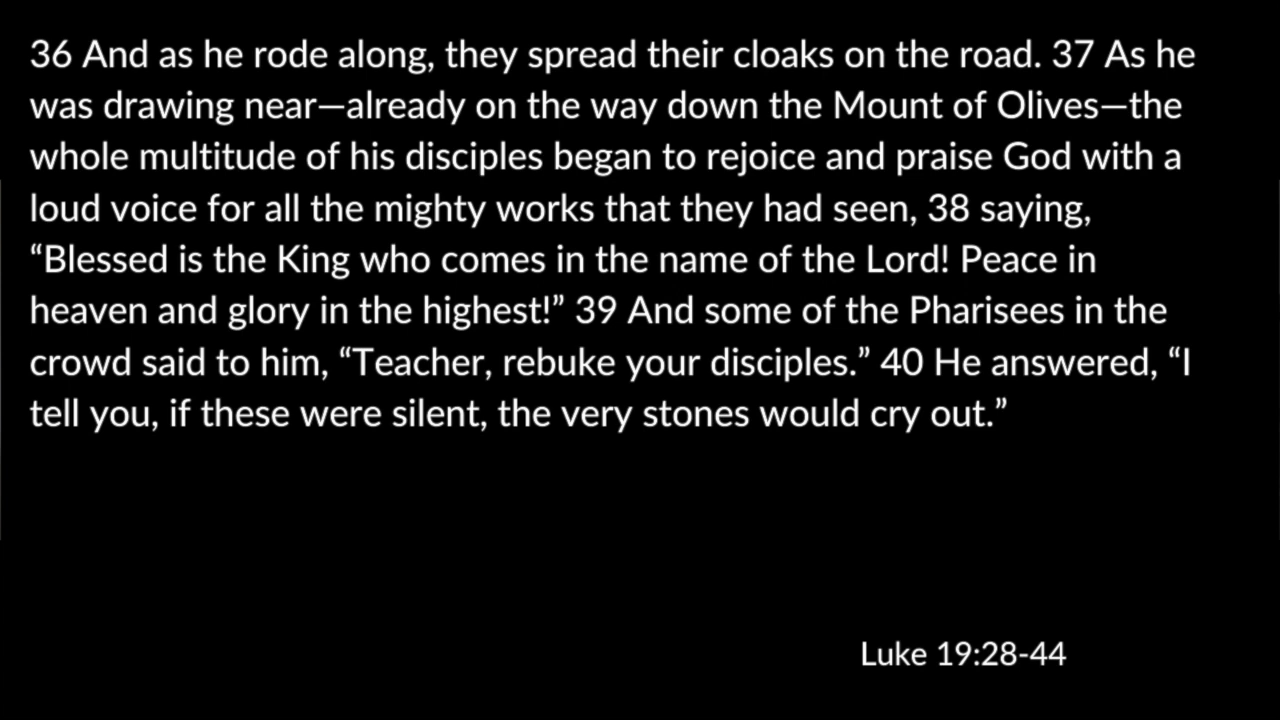 36 And as he rode along, they spread their cloaks on the road. 37 As he
was drawing near—already on the way down the Mount of Olives—the
whole multitude of his disciples began to rejoice and praise God with a
loud voice for all the mighty works that they had seen, 38 saying,
“Blessed is the King who comes in the name of the Lord! Peace in
heaven and glory in the highest!” 39 And some of the Pharisees in the
crowd said to him, “Teacher, rebuke your disciples.” 40 He answered, “I
tell you, if these were silent, the very stones would cry out.”
Luke 19:28-44